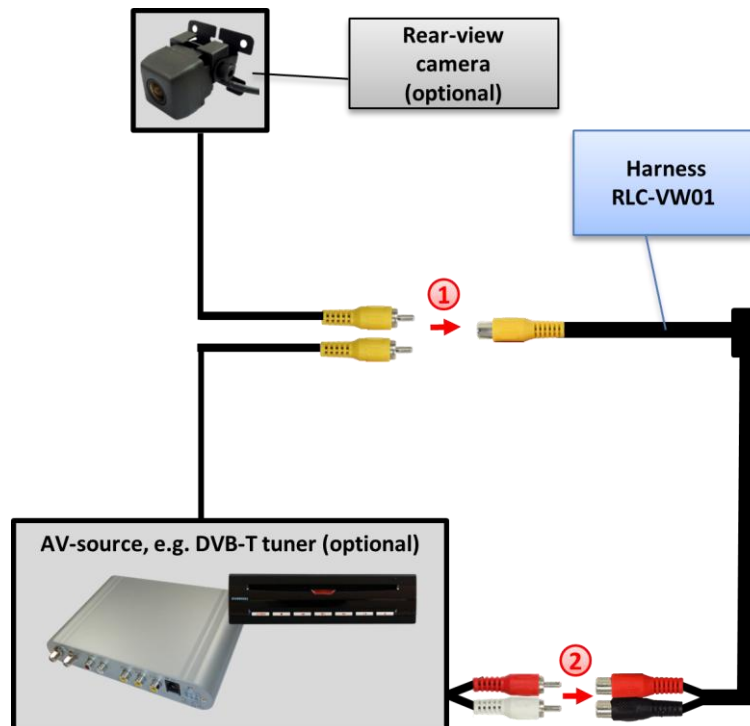 Rear-view
camera
(optional)
Harness
RLC-VW01
1
AV-source, e.g. DVB-T tuner (optional)
2